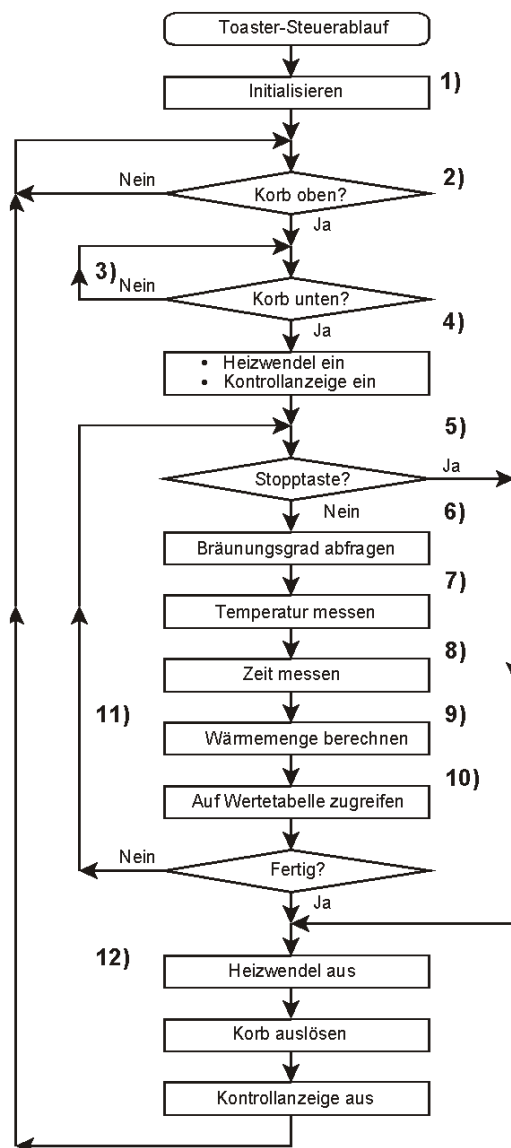 Toaster-Steuerablauf
1)
Initialisieren
2)
Nein
Korb oben?
Ja
3)
Nein
Korb unten?
4)
Ja
• Heizwendel ein
• Kontrollanzeige ein
5)
Stopptaste?
Ja
6)
Nein
Bräunungsgrad abfragen
7)
Temperatur messen
8)
Zeit messen
11)
9)
Wärmemenge berechnen
10)
Auf Wertetabelle zugreifen
Nein
Fertig?
Ja
12)
Heizwendel aus
Korb auslösen
Kontrollanzeige aus